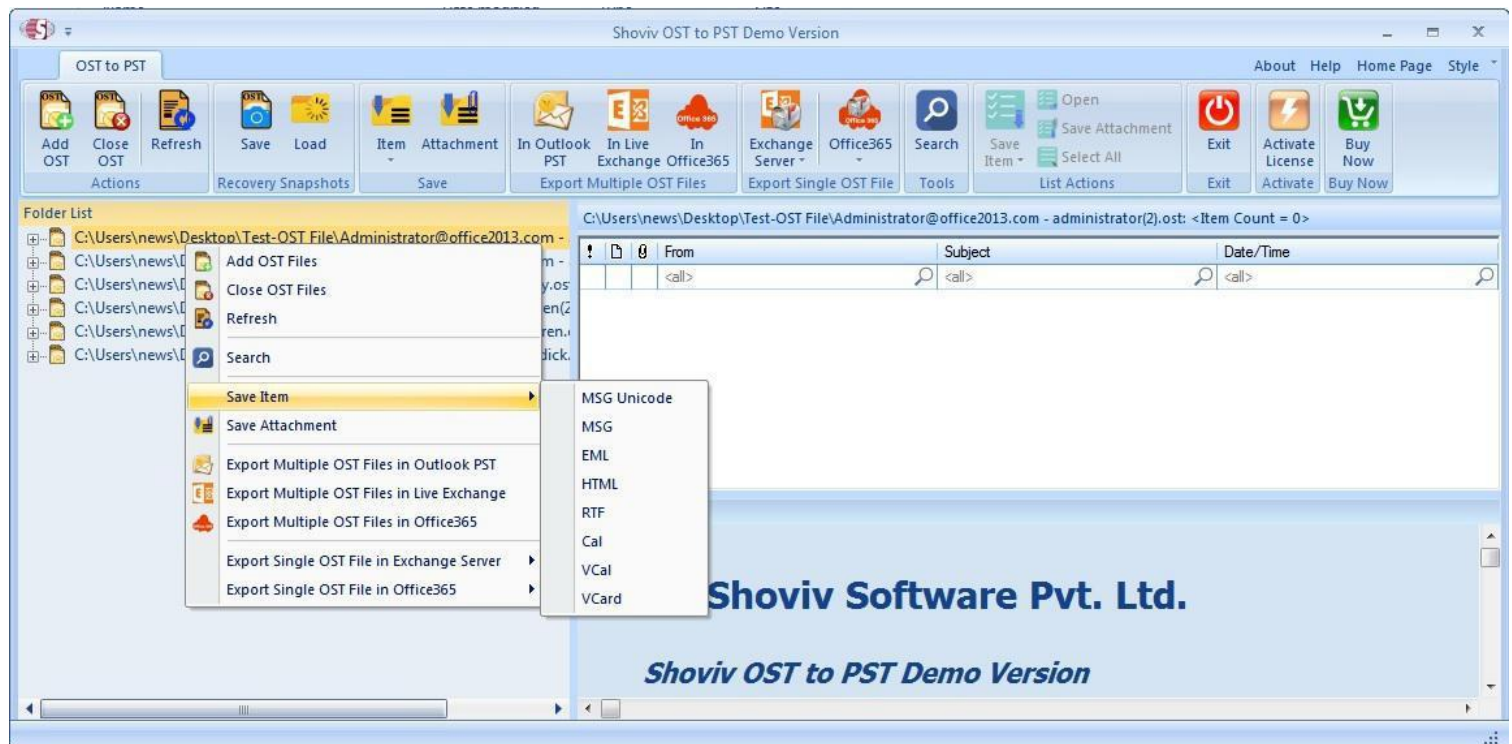 Shoviv OST to PST Demo Version
OST to PST
About Help Home Page Style
Add OST
Close OST
Refresh
Actions
Save
Load
Recovery Snapshots
Item
Attachment
Save
In Outlook PST
In Live Exchange
In Office365
Export Multiple OST Files
Exchange Server
Office365
Export Single OST File
Search
Tools
Save Item
Open
Save Attachment
Select All
List Actions
Exit
Exit
Activate License
Activate
Buy Now
Buy Now
Folder List
C:\Users\news\Desktop\Test-OST File\Administrator@office2013.com -
C:\Users\news\
C:\Users\news\
C:\Users\news\
C:\Users\news\
C:\Users\news\
Add OST Files
Close OST Files
Refresh
Search
Save Item
Save Attachment
Export Multiple OST Files in Outlook PST
Export Multiple OST Files in Live Exchange
Export Multiple OST Files in Office365
Export Single OST File in Exchange Server
Export Single OST File in Office365
MSG Unicode
MSG
EML
HTML
RTF
Cal
VCal
VCard
C:\Users\news\Desktop\Test-OST File\Administrator@office2013.com - administrator(2).ost: <Item Count = 0>
! From Subject Date/Time
<all> <all> <all>
Shoviv Software Pvt. Ltd.
Shoviv OST to PST Demo Version